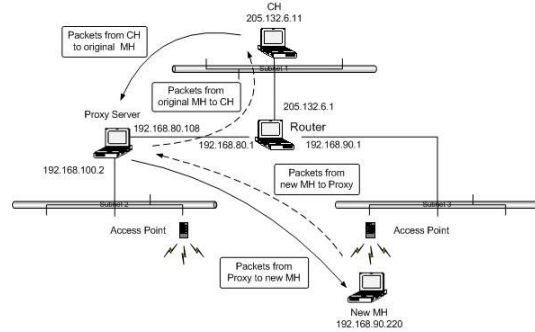 CH
205.132.6.11
Packets from CH
to original MH
Subnet 1
Packets from
original MH to CH
205.132.6.1
Proxy Server
192.168.80.108
Router
192.168.80.1
192.168.90.1
192.168.100.2
Packets from
new MH to Proxy
Subnet 2
Subnet 3
Access Point
Access Point
Packets from
Proxy to new MH
New MH
192.168.90.220